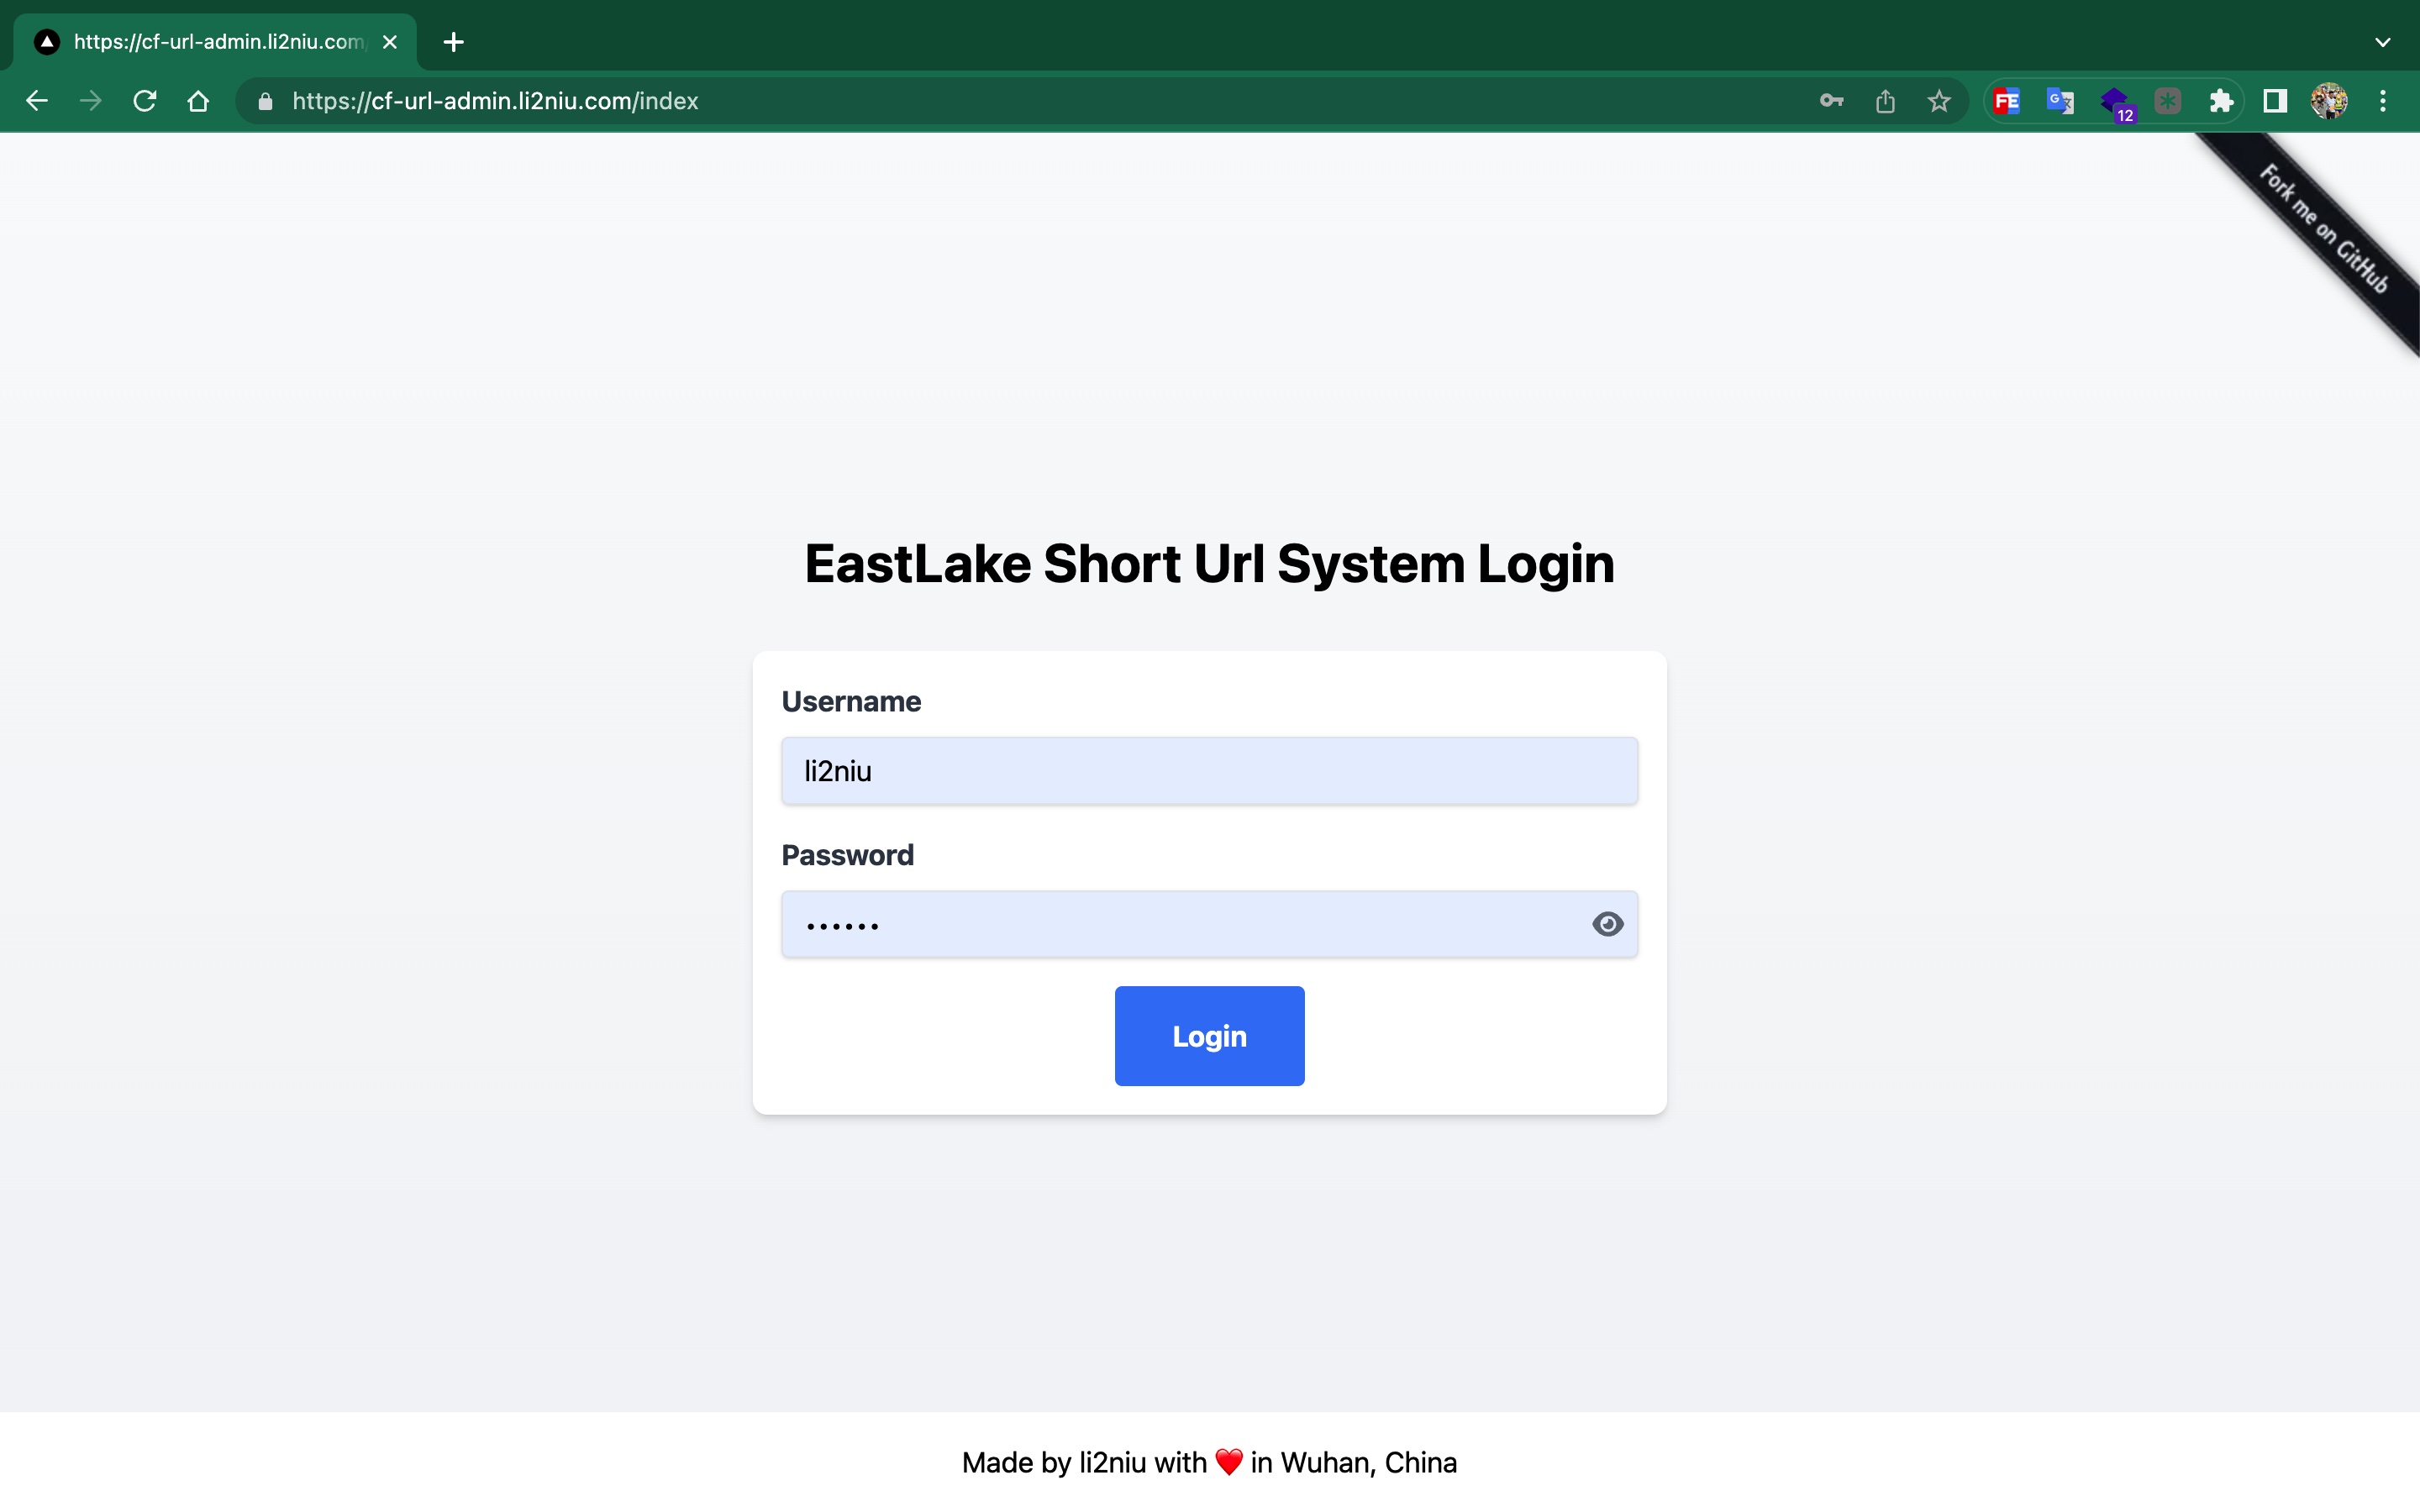 https://cf-url-admin.li2niu.com
https://cf-url-admin.li2niu.com/index
FE
G 文
12
Fork me on GitHub
EastLake Short Url System Login
Username
li2niu
Password
••••••
Login
Made by li2niu with ❤️ in Wuhan, China